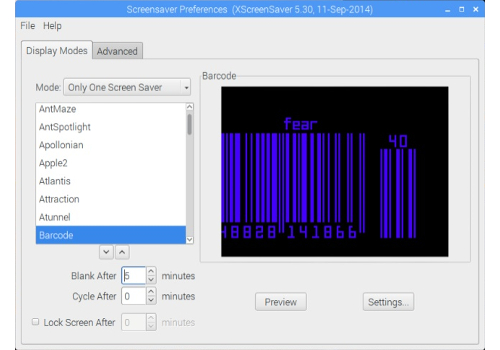 Screensaver Preferences (XScreenSaver 5.30, 11-Sep-2014)
File Help
Display Modes Advanced
Mode: Only One Screen Saver
AntMaze
AntSpotlight
Apollonian
Apple2
Atlantis
Attraction
Atunnel
Barcode
Blank After 5 minutes
Cycle After 0 minutes
Lock Screen After 0 minutes
Barcode
fear
40
48828 141866
Preview Settings...